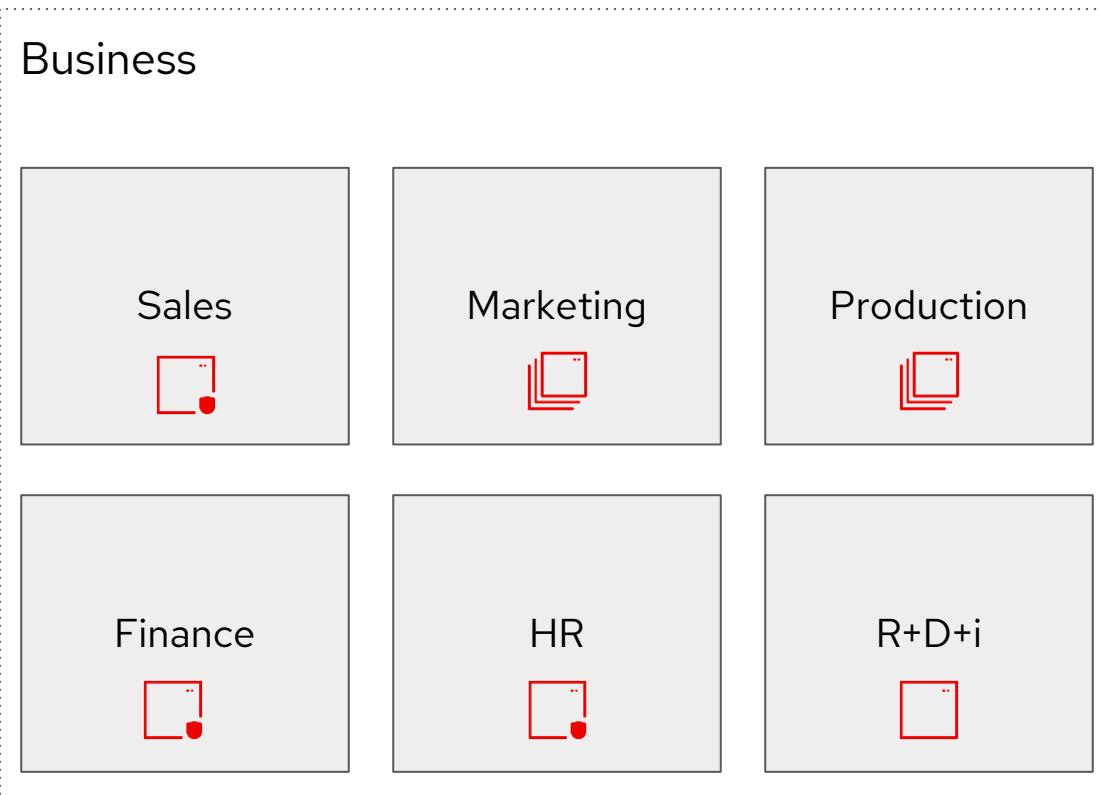 Business
Sales
Marketing
Production
Finance
HR
R+D+i